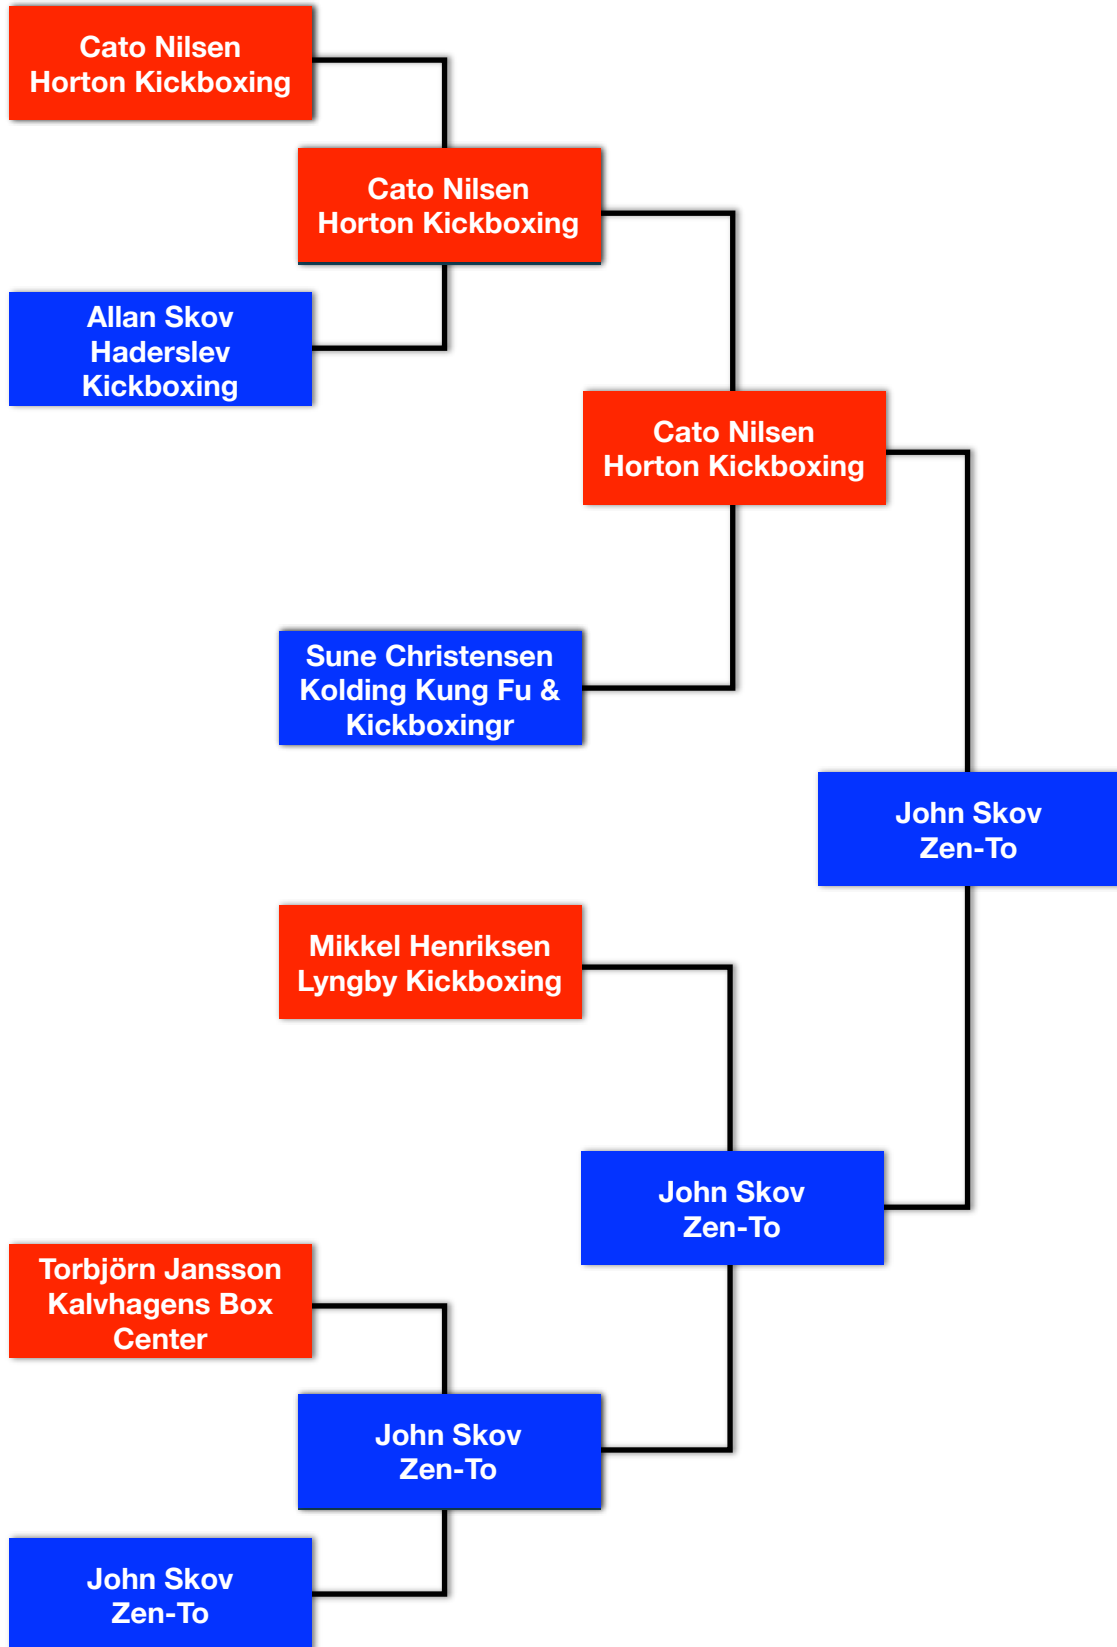 Cato Nilsen
Horton Kickboxing
Cato Nilsen
Horton Kickboxing
Allan Skov
Haderslev
Kickboxing
Cato Nilsen
Horton Kickboxing
Sune Christensen
Kolding Kung Fu &
Kickboxingr
John Skov
Zen-To
Mikkel Henriksen
Lyngby Kickboxing
John Skov
Zen-To
Torbjörn Jansson
Kalvhagens Box
Center
John Skov
Zen-To
John Skov
Zen-To